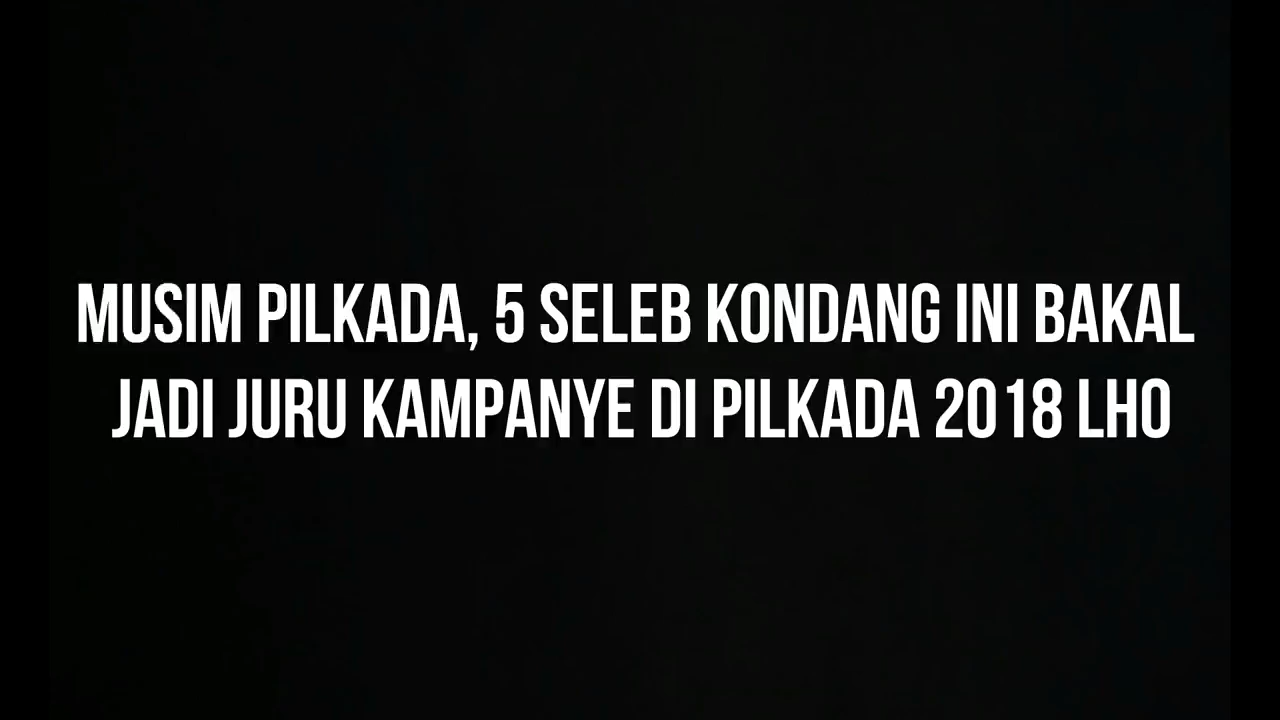 MUSIM PILKADA, 5 SELEB KONDANG INI BAKAL
JADI JURU KAMPANYE DI PILKADA 2018 LHO